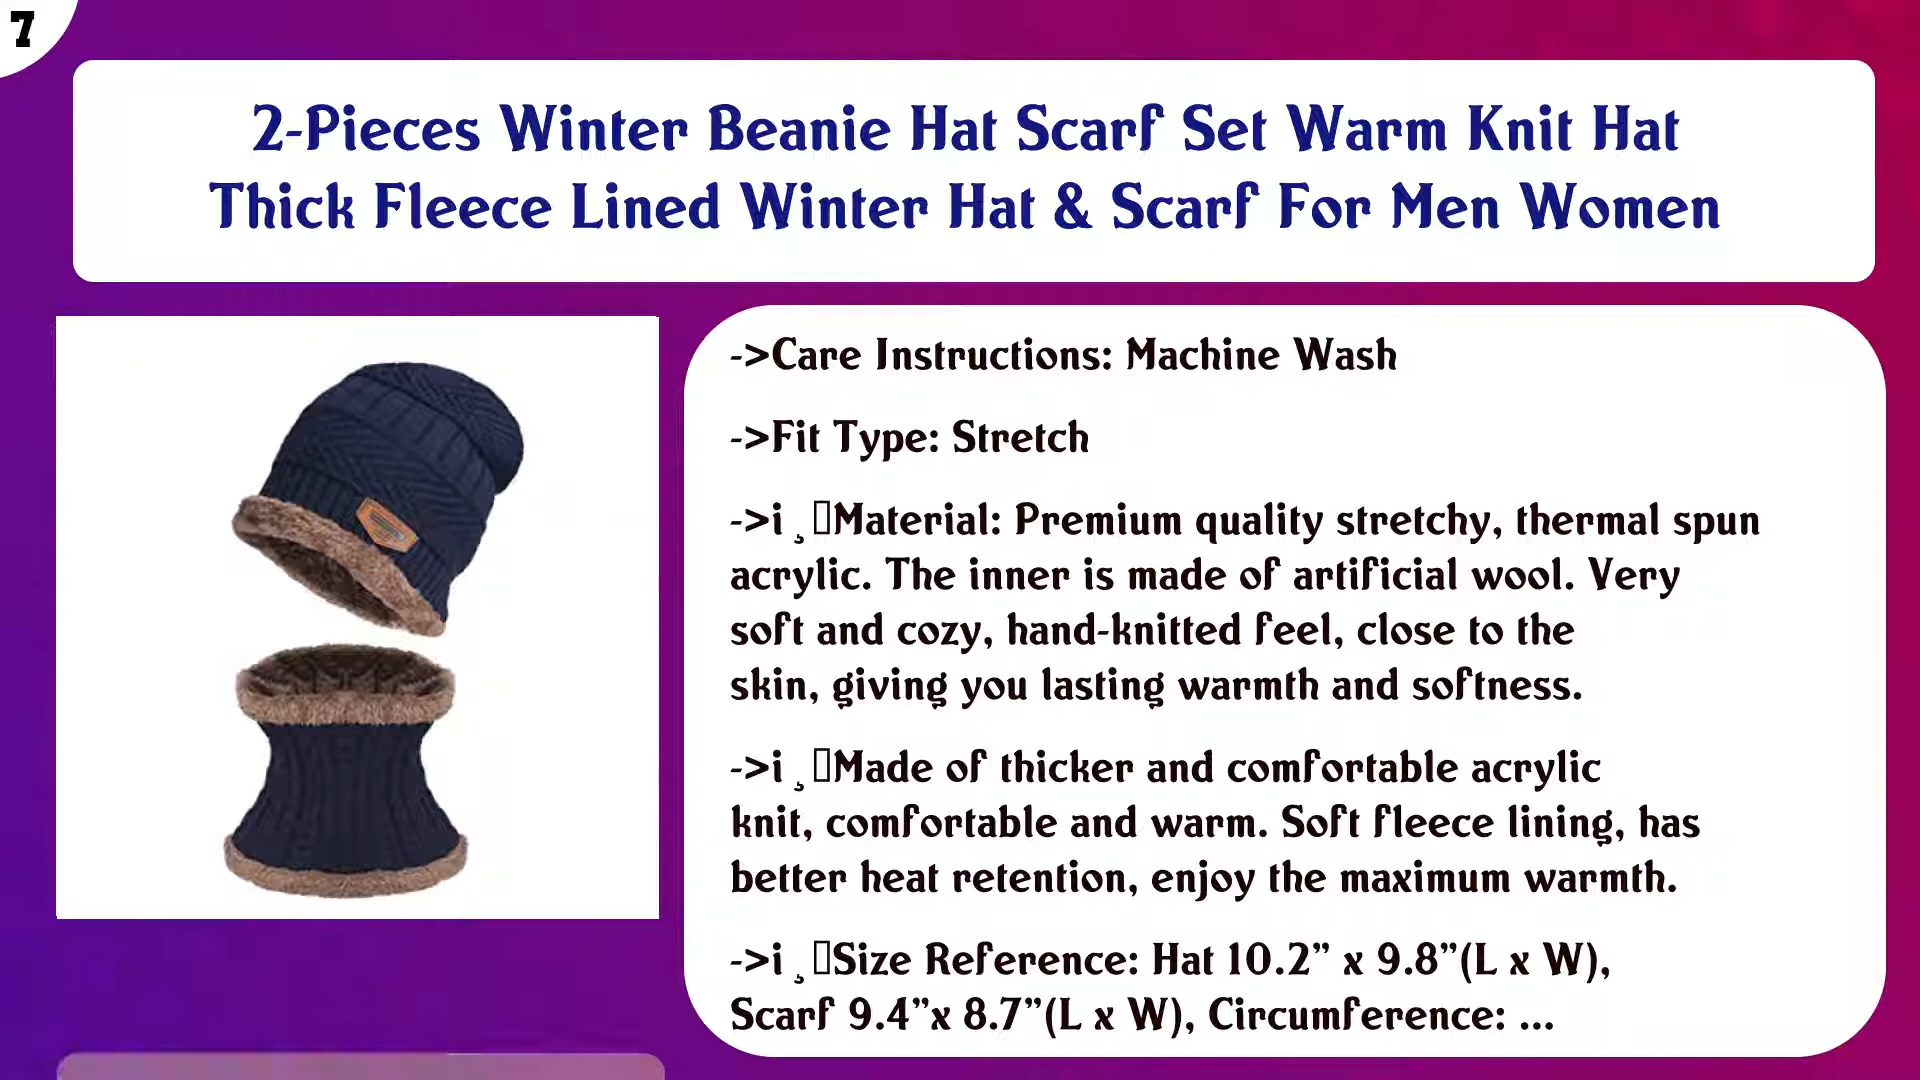 7
2-Pieces Winter Beanie Hat Scarf Set Warm Knit Hat
Thick Fleece Lined Winter Hat & Scarf For Men Women
->Care Instructions: Machine Wash
->Fit Type: Stretch
->i ¸ Material: Premium quality stretchy, thermal spun
acrylic. The inner is made of artificial wool. Very
soft and cozy, hand-knitted feel, close to the
skin, giving you lasting warmth and softness.
->i ¸ Made of thicker and comfortable acrylic
knit, comfortable and warm. Soft fleece lining, has
better heat retention, enjoy the maximum warmth.
->i ¸ Size Reference: Hat 10.2” x 9.8”(L x W),
Scarf 9.4”x 8.7”(L x W), Circumference: ...